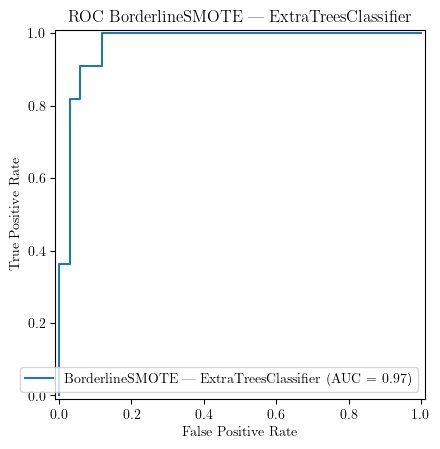 ROC BorderlineSMOTE — ExtraTreesClassifier
1.0
0.8
0.6
0.4
0.2
0.0
True Positive Rate
BorderlineSMOTE — ExtraTreesClassifier (AUC = 0.97)
0.0 0.2 0.4 0.6 0.8 1.0
False Positive Rate